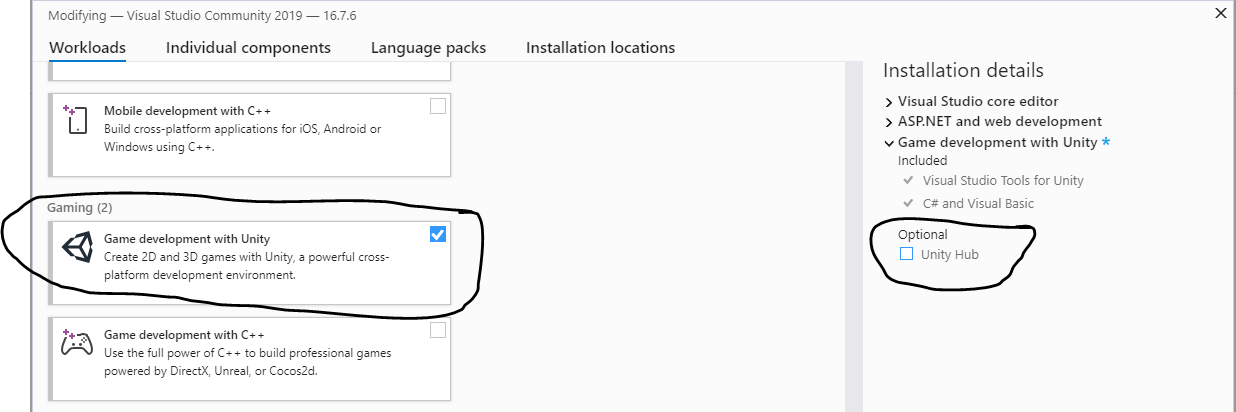 Modifying — Visual Studio Community 2019 — 16.7.6
Workloads Individual components Language packs Installation locations
Mobile development with C++
Build cross-platform applications for iOS, Android or
Windows using C++.
Gaming (2)
Game development with Unity
Create 2D and 3D games with Unity, a powerful cross-
platform development environment.
Game development with C++
Use the full power of C++ to build professional games
powered by DirectX, Unreal, or Cocos2d.
Installation details
Visual Studio core editor
ASP.NET and web development
Game development with Unity *
Included
Visual Studio Tools for Unity
C# and Visual Basic
Optional
Unity Hub